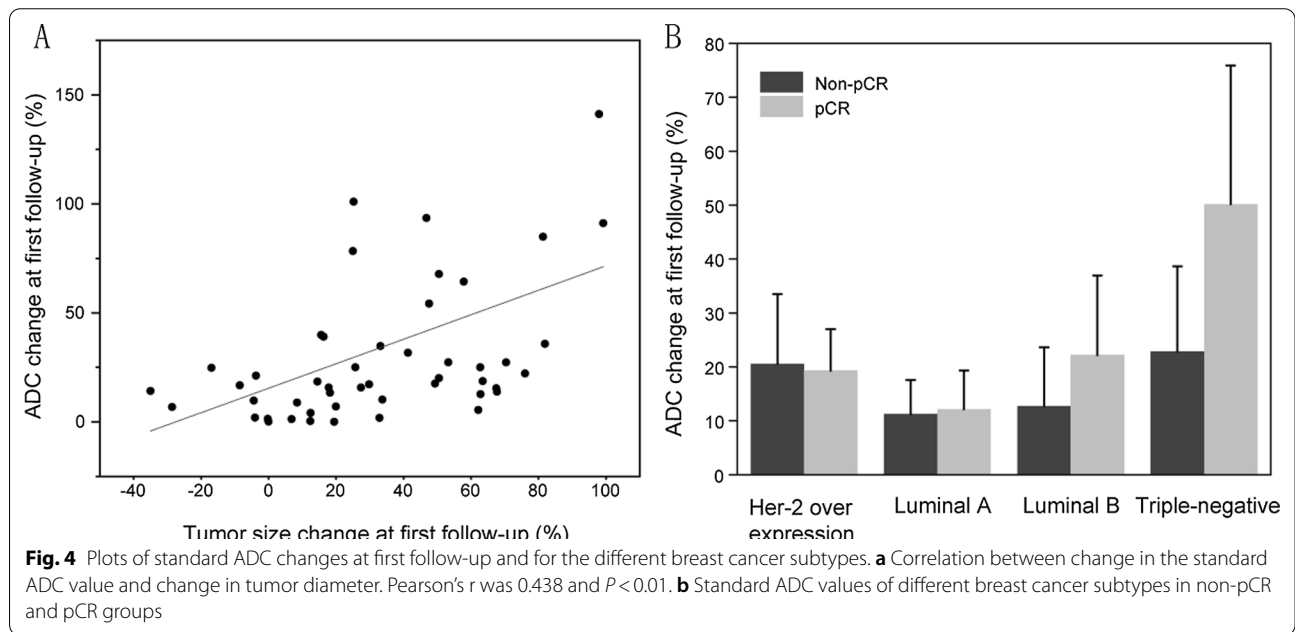 A
ADC change at first follow-up (%)
150
100
50
0
-40 -20 0 20 40 60 80 100
Tumor size change at first follow-up (%)
B
ADC change at first follow-up (%)
80
70
60
50
40
30
20
10
0
Non-pCR
pCR
Her-2 over Luminal A Luminal B Triple-negative
expression
Fig. 4 Plots of standard ADC changes at first follow-up and for the different breast cancer subtypes. a Correlation between change in the standard
ADC value and change in tumor diameter. Pearson's r was 0.438 and P < 0.01. b Standard ADC values of different breast cancer subtypes in non-pCR
and pCR groups